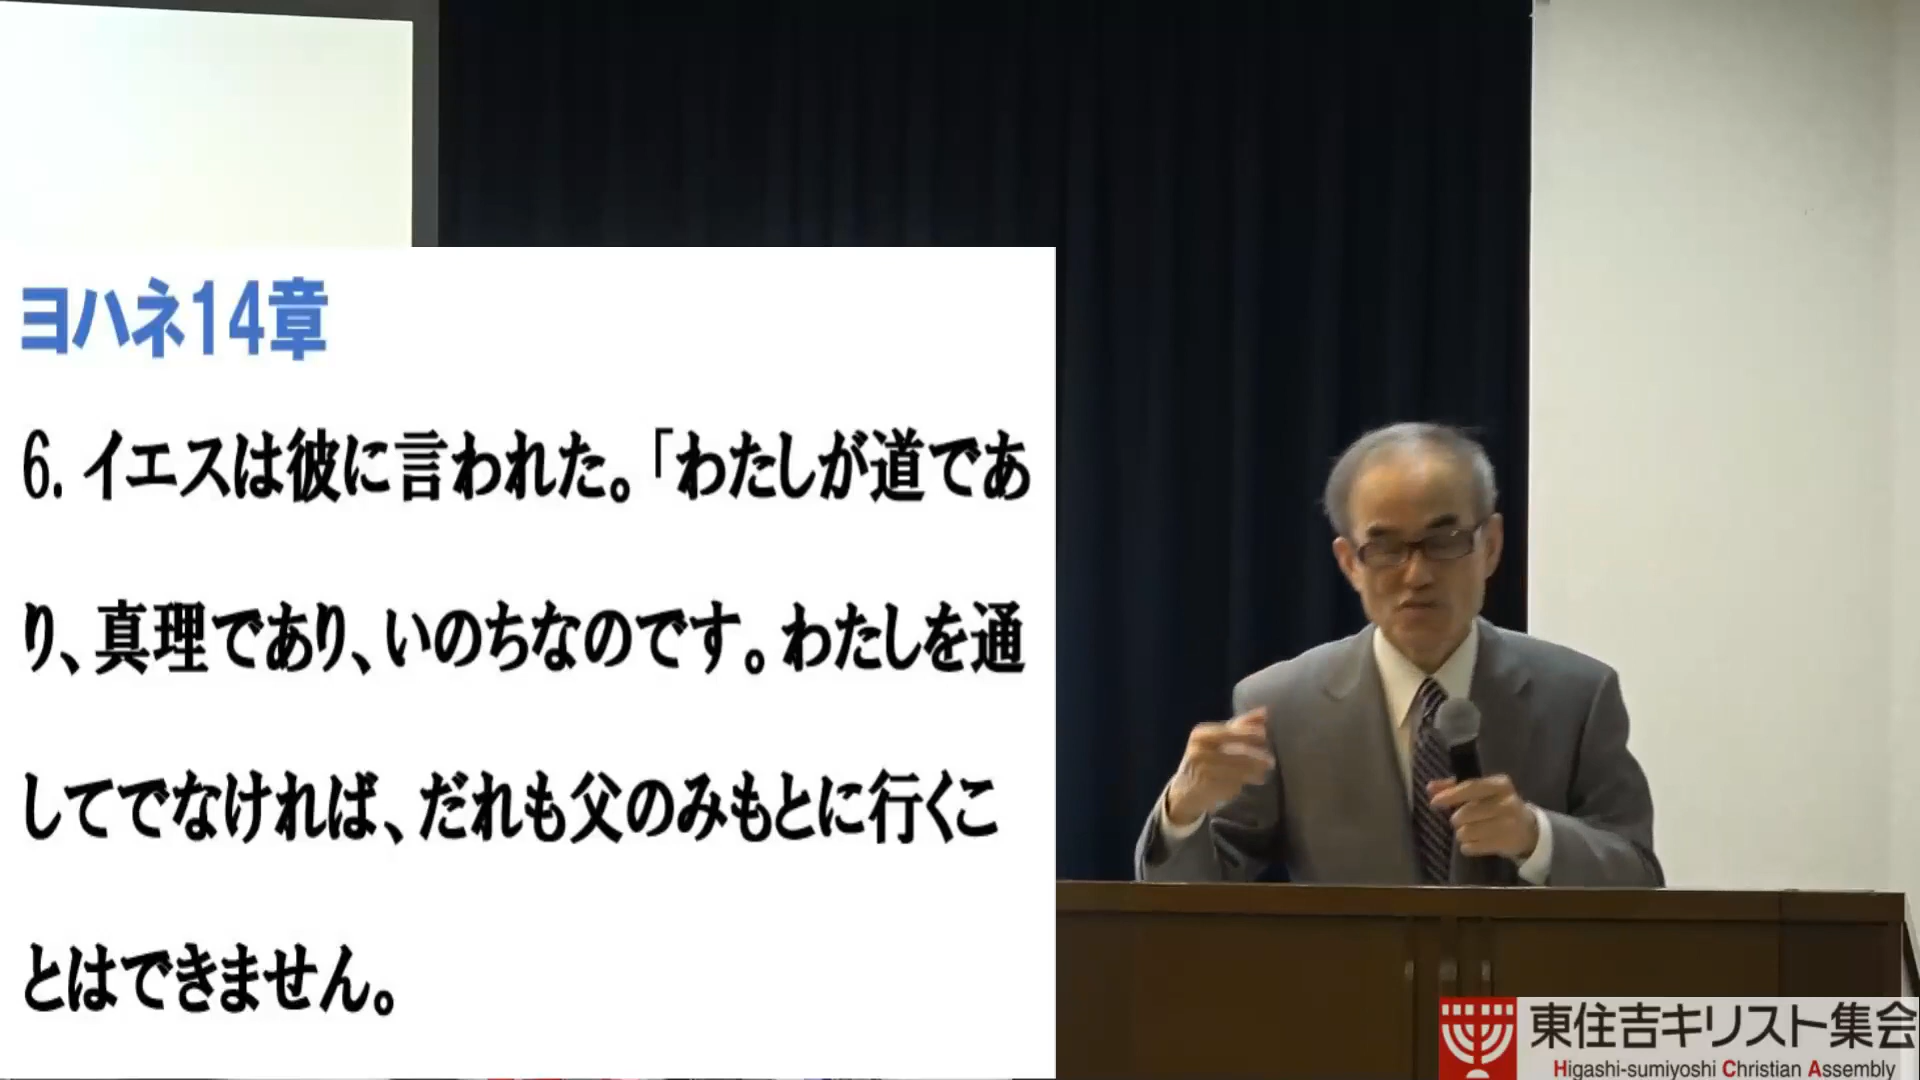 ヨハネ14章
6. イエスは彼に言われた。「わたしが道であ
り、真理であり、いのちなのです。わたしを通
してでなければ、だれも父のみもとに行くこ
とはできません。
東住吉キリスト集会
Higashi-sumiyoshi Christian Assembly